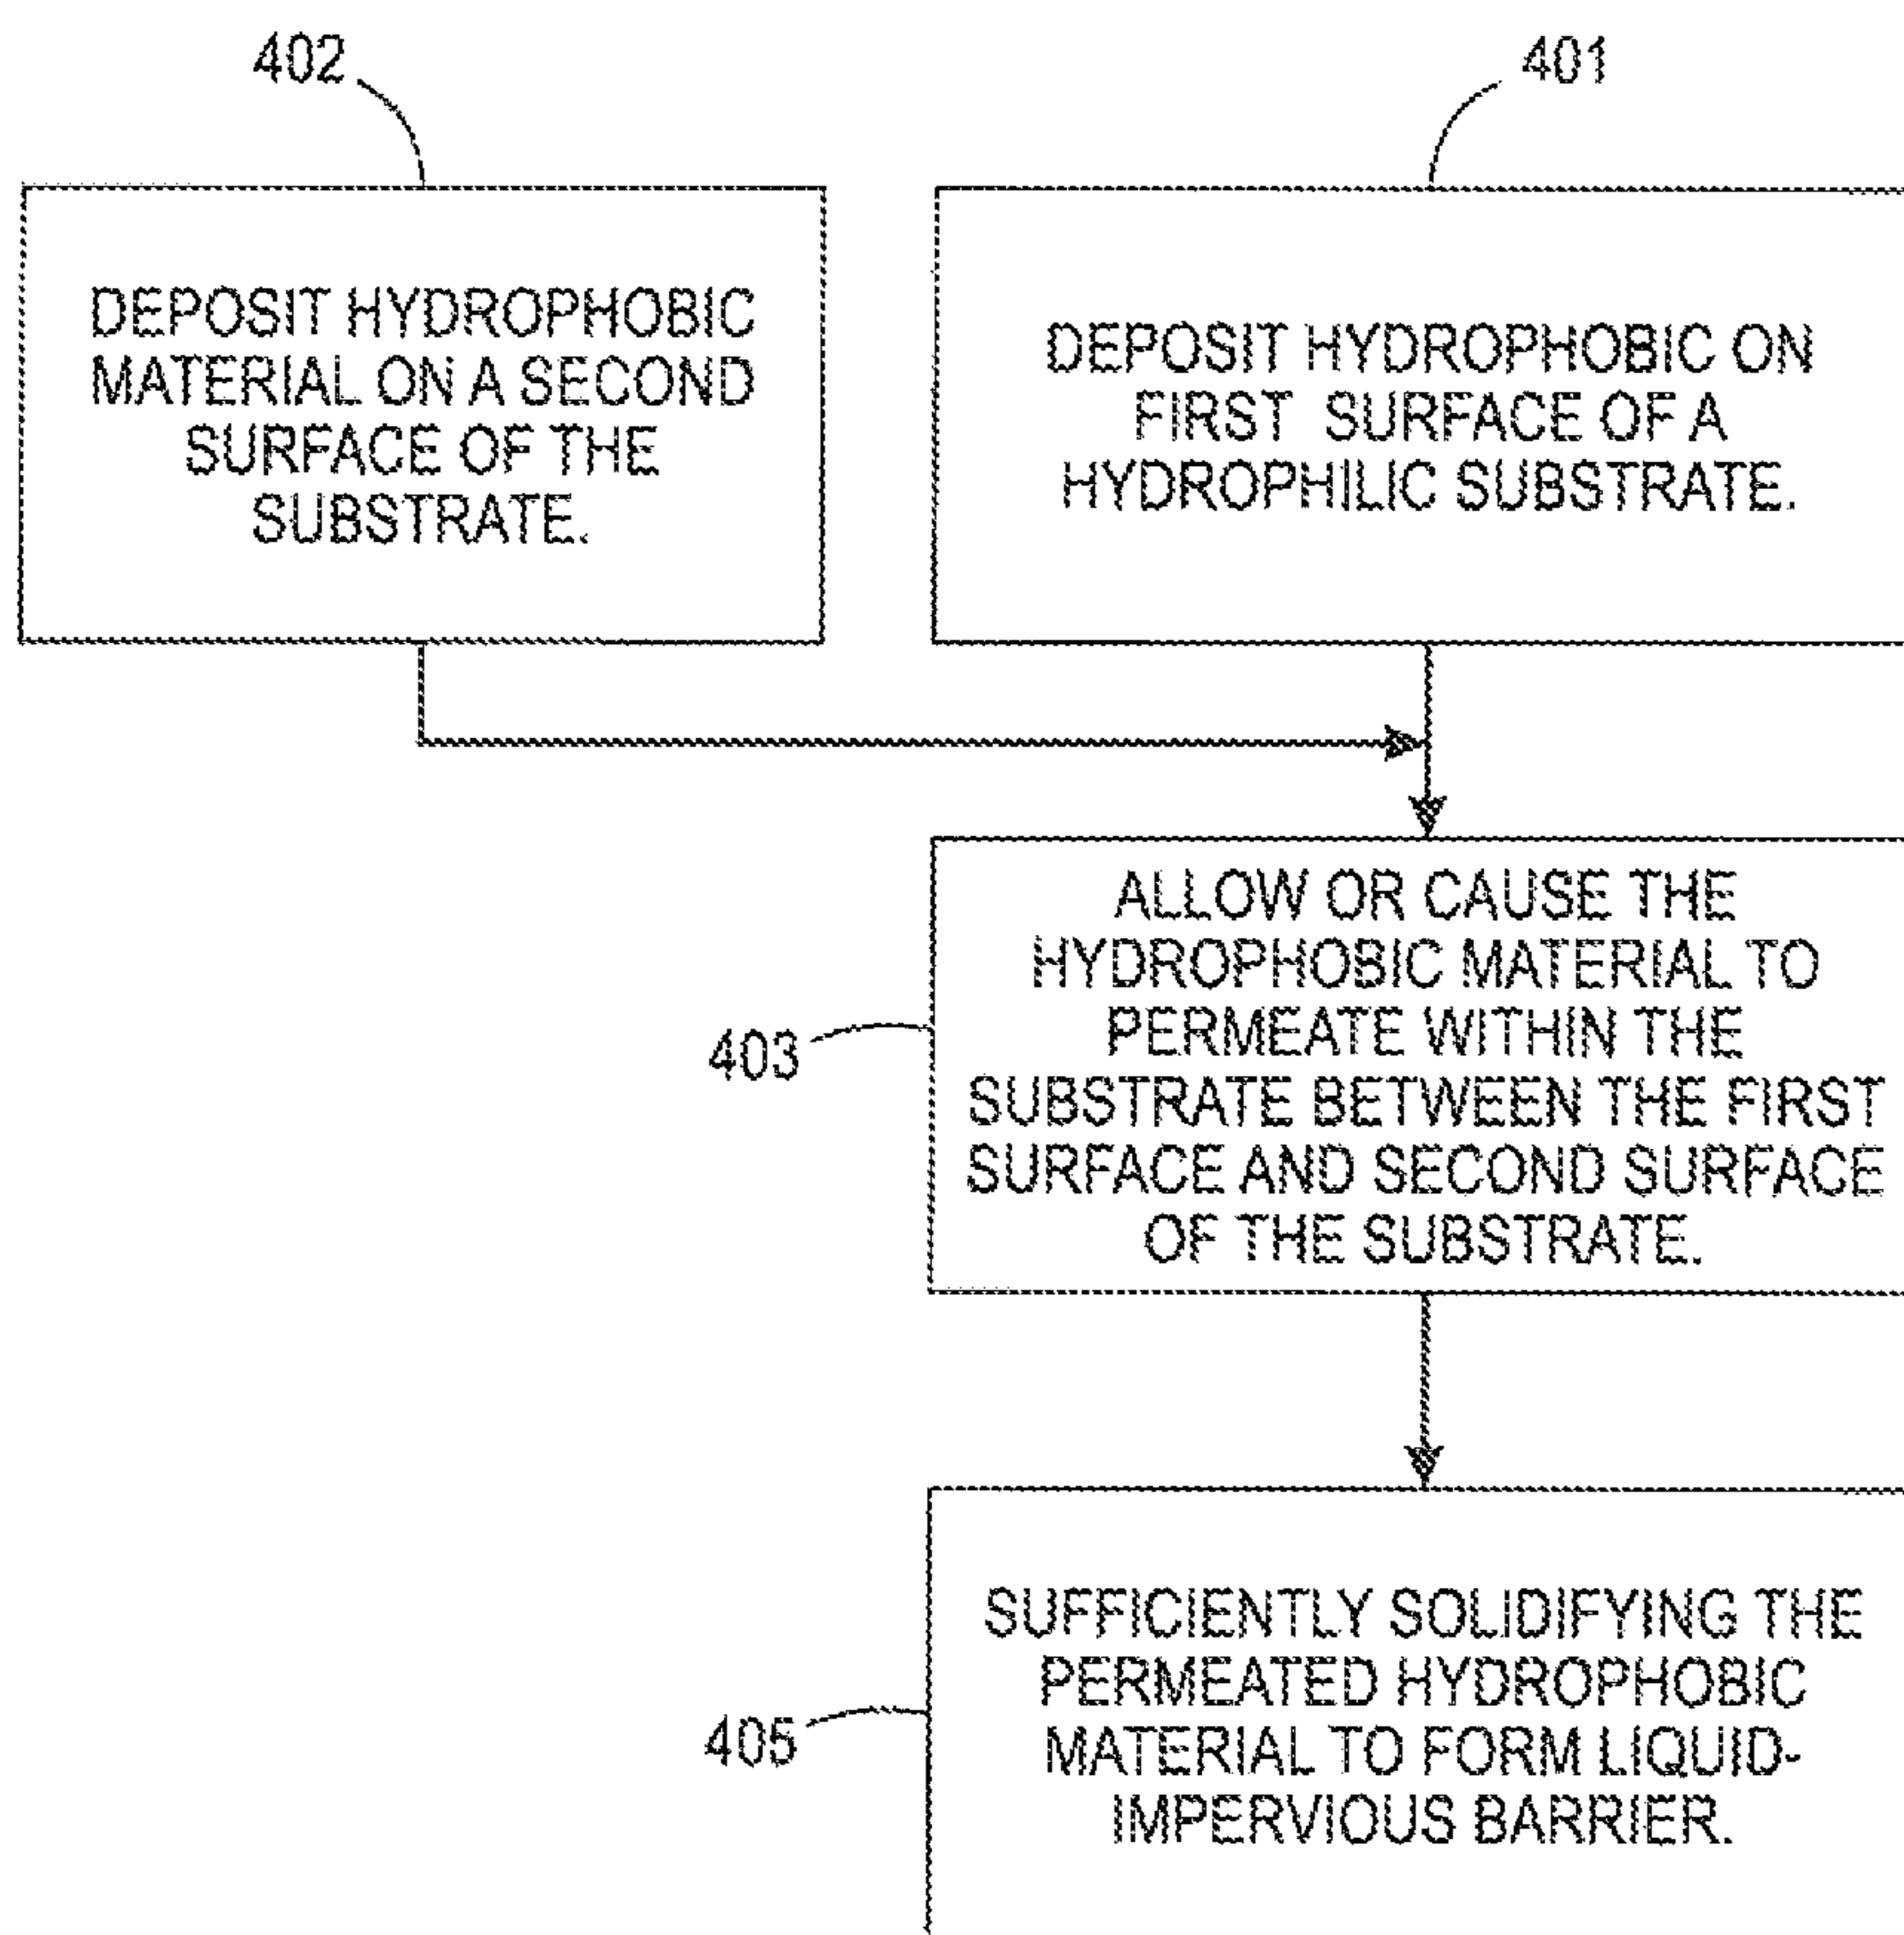 402
401
DEPOSIT HYDROPHOBIC
MATERIAL ON A SECOND
SURFACE OF THE
SUBSTRATE.
DEPOSIT HYDROPHOBIC ON
FIRST SURFACE OF A
HYDROPHILIC SUBSTRATE.
403
ALLOW OR CAUSE THE
HYDROPHOBIC MATERIAL TO
PERMEATE WITHIN THE
SUBSTRATE BETWEEN THE FIRST
SURFACE AND SECOND SURFACE
OF THE SUBSTRATE.
405
SUFFICIENTLY SOLIDIFYING THE
PERMEATED HYDROPHOBIC
MATERIAL TO FORM LIQUID-
IMPERVIOUS BARRIER.